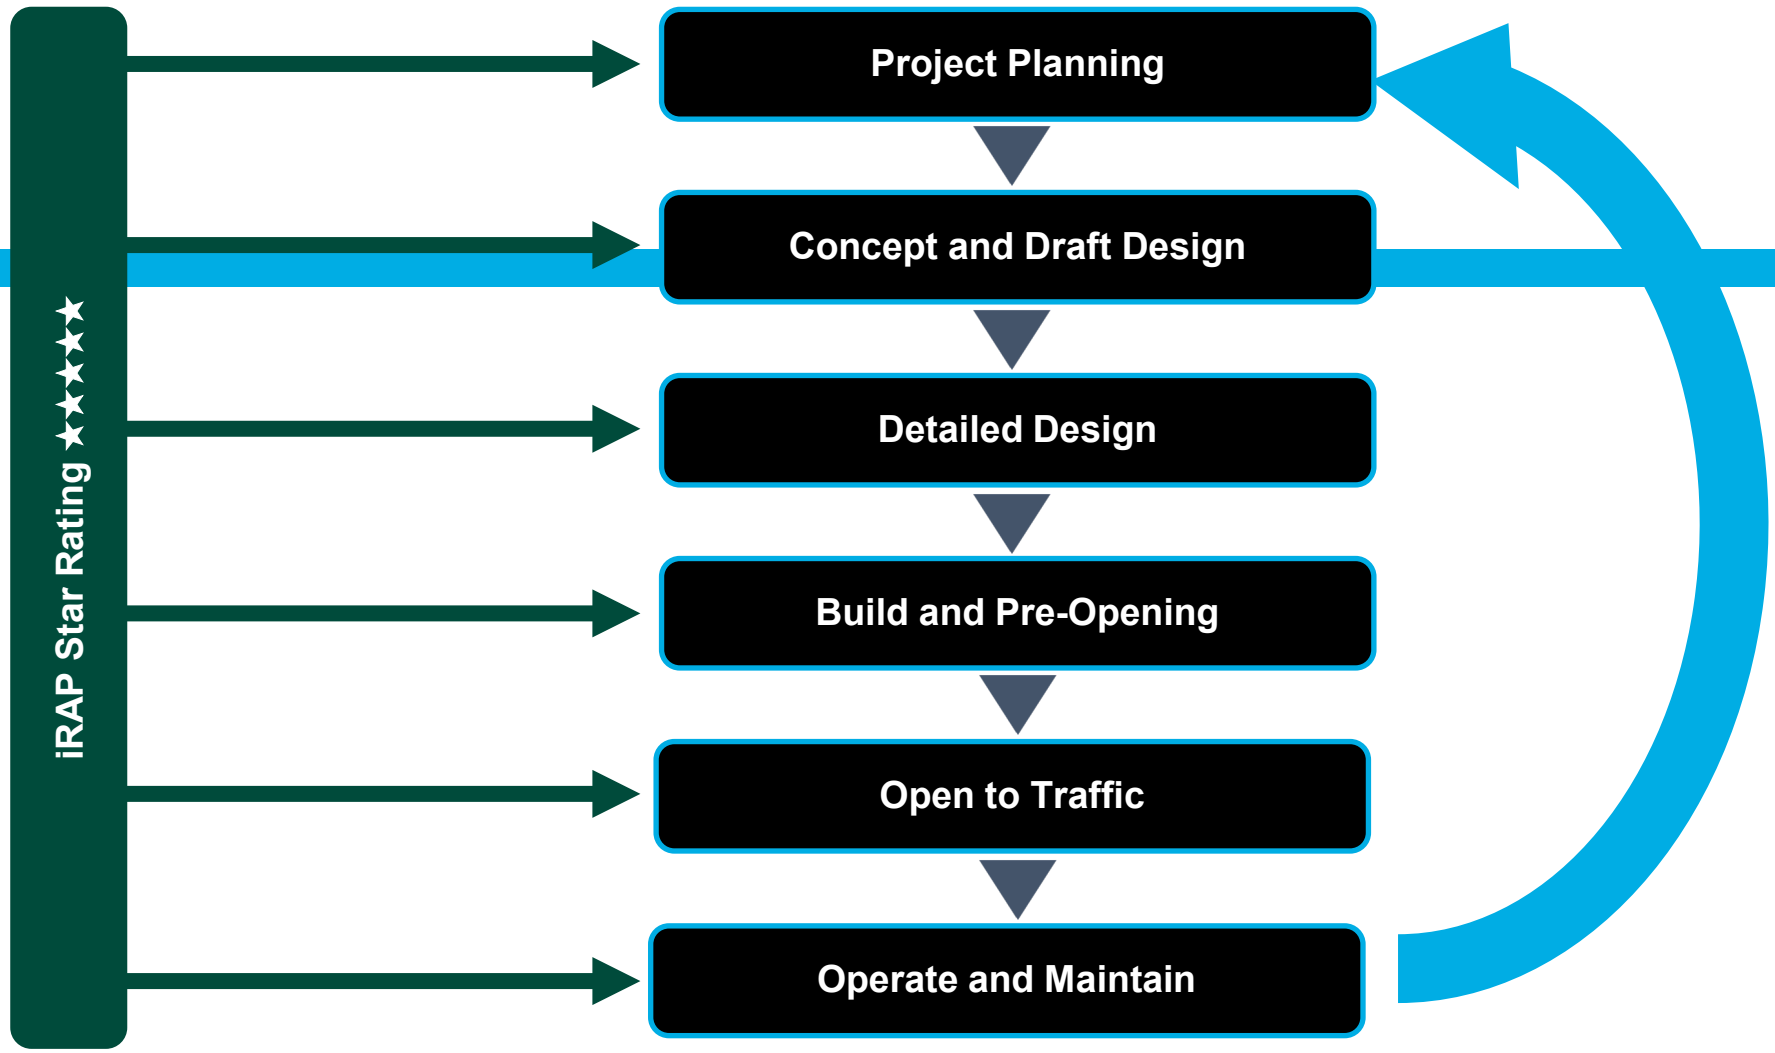 iRAP Star Rating ★★★★★
Project Planning
Concept and Draft Design
Detailed Design
Build and Pre-Opening
Open to Traffic
Operate and Maintain